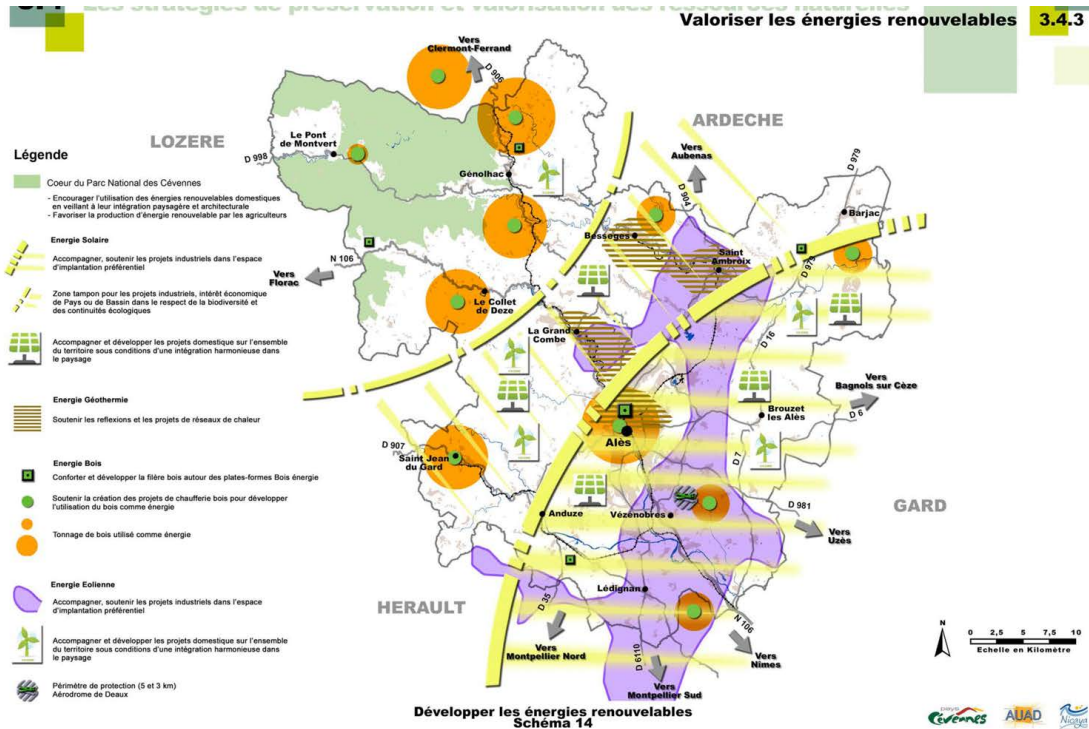 Les stratégies de préservation et valorisation des ressources naturelles
Valoriser les énergies renouvelables 3.4.3
Légende
Coeur du Parc National des Cévennes
- Encourager l'utilisation des énergies renouvelables domestiques
en veillant à leur intégration paysagère et architecturale
- Favoriser la production d'énergie renouvelable par les agriculteurs
Energie Solaire
Accompagner, soutenir les projets industriels dans l'espace
d'implantation préférentiel
Zone tampon pour les projets industriels, intérêt économique
de Pays ou de Bassin dans le respect de la biodiversité et
des continuités écologiques
Accompagner et développer les projets domestique sur l'ensemble
du territoire sous conditions d'une intégration harmonieuse dans
le paysage
Energie Géothermie
Soutenir les reflexions et les projets de réseaux de chaleur
Energie Bois
Conforter et développer la filère bois autour des plates-formes Bois énergie
Soutenir la création des projets de chaufferie bois pour développer
l'utilisation du bois comme énergie
Tonnage de bois utilisé comme énergie
Energie Eolienne
Accompagner, soutenir les projets industriels dans l'espace
d'implantation préférentiel
Accompagner et développer les projets domestique sur l'ensemble
du territoire sous conditions d'une intégration harmonieuse dans
le paysage
Périmètre de protection (5 et 3 km)
Aérodrome de Deaux
Vers
Clermont-Ferrand
D 906
LOZERE
ARDECHE
Le Pont
de Montvert
D 998
Génolhac
Vers
Aubenas
D 904
D 979
Barjac
Bessèges
Saint
Ambroix
N 106
Vers
Florac
D 979
Le Collet
de Deze
La Grand
Combe
D 16
Vers
Bagnols sur Cèze
D 6
Brouzet
les Alès
Alès
D 907
Saint Jean
du Gard
D 7
GARD
Anduze
Vézénobres
D 981
Vers
Uzès
Lédignan
HERAULT
D 35
N 106
Vers
Montpellier Nord
D 6110
Vers
Nimes
Vers
Montpellier Sud
N
0 2,5 5 7,5 10
Echelle en Kilomètre
Développer les énergies renouvelables
Schéma 14
pays
Cévennes
AUAD
Nicaya